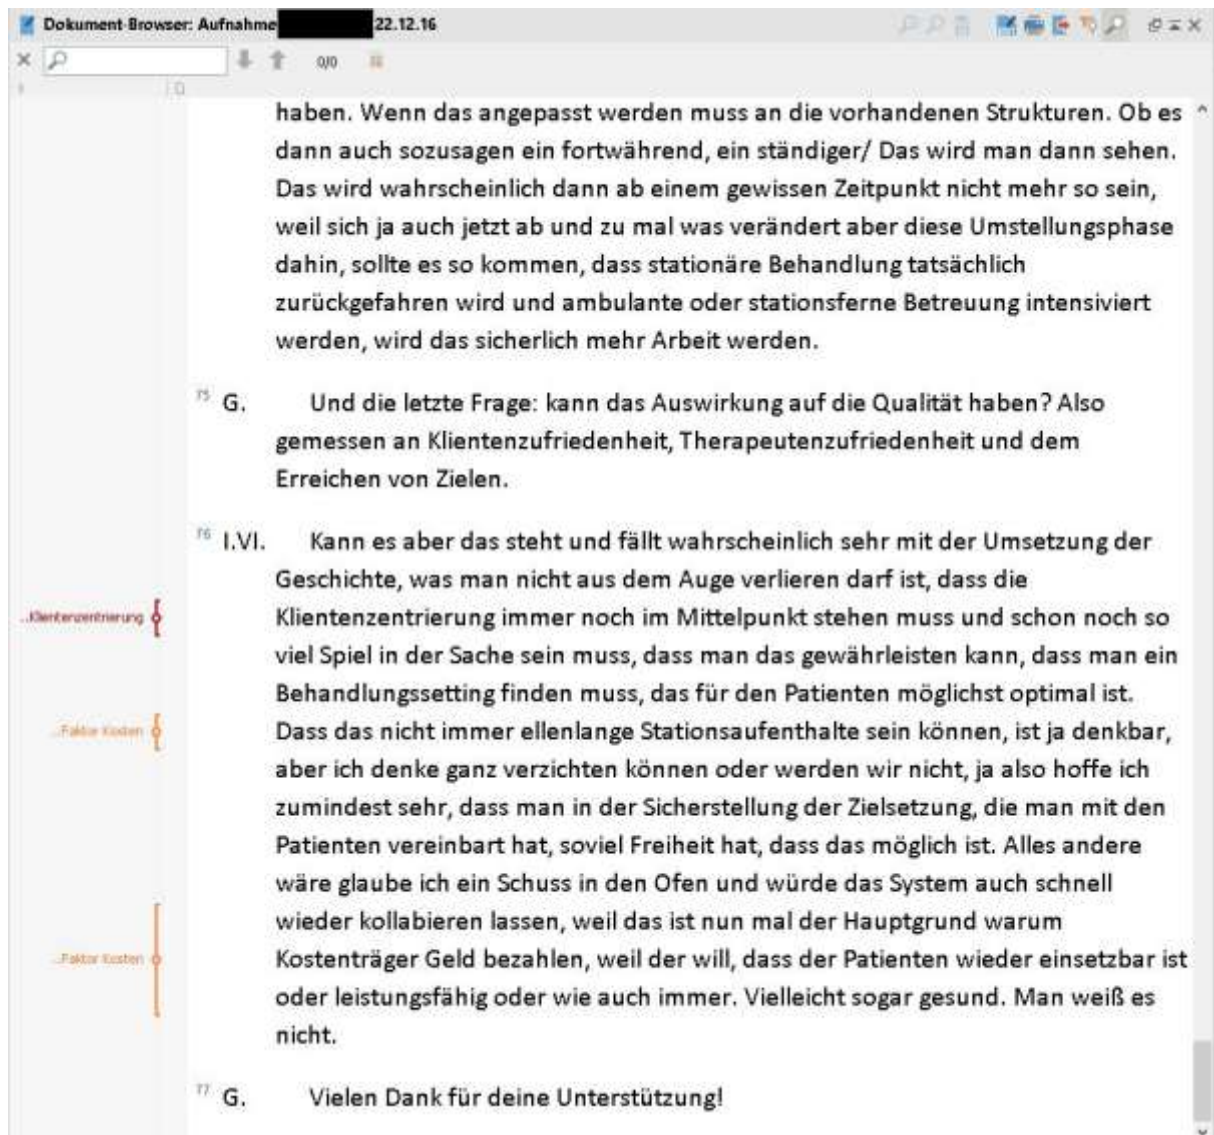 Dokument-Browser: Aufnahme 22.12.16
0/0
haben. Wenn das angepasst werden muss an die vorhandenen Strukturen. Ob es
dann auch sozusagen ein fortwährend, ein ständiger/ Das wird man dann sehen.
Das wird wahrscheinlich dann ab einem gewissen Zeitpunkt nicht mehr so sein,
weil sich ja auch jetzt ab und zu mal was verändert aber diese Umstellungsphase
dahin, sollte es so kommen, dass stationäre Behandlung tatsächlich
zurückgefahren wird und ambulante oder stationsferne Betreuung intensiviert
werden, wird das sicherlich mehr Arbeit werden.
75 G. Und die letzte Frage: kann das Auswirkung auf die Qualität haben? Also
gemessen an Klientenzufriedenheit, Therapeutenzufriedenheit und dem
Erreichen von Zielen.
76 I.VI. Kann es aber das steht und fällt wahrscheinlich sehr mit der Umsetzung der
Geschichte, was man nicht aus dem Auge verlieren darf ist, dass die
..Klientenzentrierung Klientenzentrierung immer noch im Mittelpunkt stehen muss und schon noch so
viel Spiel in der Sache sein muss, dass man das gewährleisten kann, dass man ein
Behandlungssetting finden muss, das für den Patienten möglichst optimal ist.
..Faktor Kosten Dass das nicht immer ellenlange Stationsaufenthalte sein können, ist ja denkbar,
aber ich denke ganz verzichten können oder werden wir nicht, ja also hoffe ich
zumindest sehr, dass man in der Sicherstellung der Zielsetzung, die man mit den
Patienten vereinbart hat, soviel Freiheit hat, dass das möglich ist. Alles andere
wäre glaube ich ein Schuss in den Ofen und würde das System auch schnell
wieder kollabieren lassen, weil das ist nun mal der Hauptgrund warum
..Faktor Kosten Kostenträger Geld bezahlen, weil der will, dass der Patienten wieder einsetzbar ist
oder leistungsfähig oder wie auch immer. Vielleicht sogar gesund. Man weiß es
nicht.
77 G. Vielen Dank für deine Unterstützung!